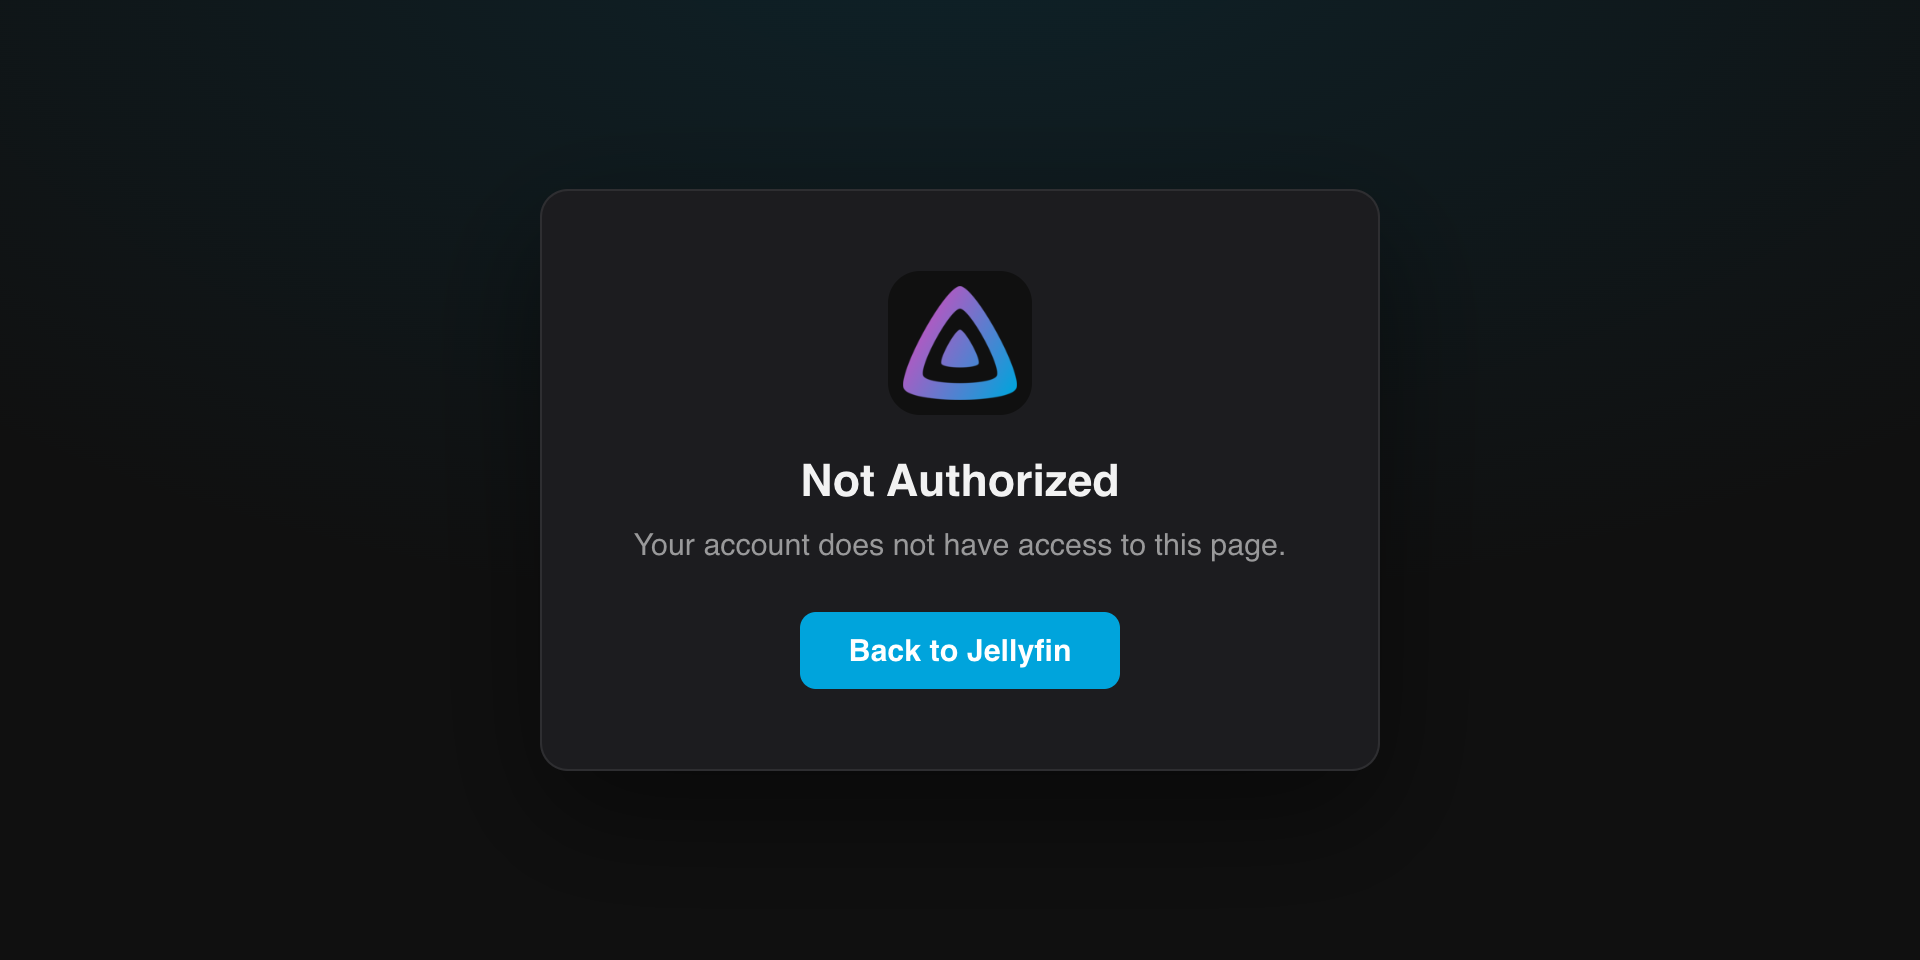 Not Authorized
Your account does not have access to this page.
Back to Jellyfin